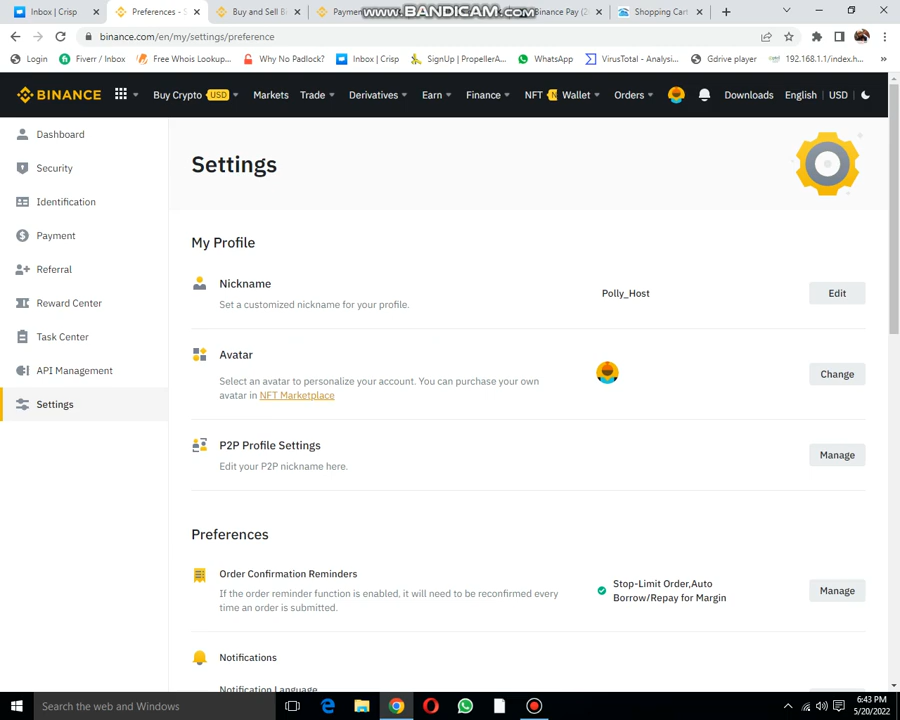 Inbox | Crisp
Preferences - S
Buy and Sell B
Paymen
www.BANDICAM.com
Binance Pay (2
Shopping Cart
binance.com/en/my/settings/preference
Login
Fiverr / Inbox
Free Whois Lookup...
Why No Padlock?
Inbox | Crisp
SignUp | PropellerA...
WhatsApp
VirusTotal - Analysi...
Gdrive player
192.168.1.1/index.h...
BINANCE
Buy Crypto USD
Markets
Trade
Derivatives
Earn
Finance
NFT N
Wallet
Orders
Downloads
English | USD
Dashboard
Security
Identification
Payment
Referral
Reward Center
Task Center
API Management
Settings
Settings
My Profile
Nickname
Set a customized nickname for your profile.
Polly_Host
Edit
Avatar
Select an avatar to personalize your account. You can purchase your own
avatar in NFT Marketplace
Change
P2P Profile Settings
Edit your P2P nickname here.
Manage
Preferences
Order Confirmation Reminders
If the order reminder function is enabled, it will need to be reconfirmed every
time an order is submitted.
Stop-Limit Order,Auto
Borrow/Repay for Margin
Manage
Notifications
Notification Language
Search the web and Windows
6:43 PM
5/20/2022